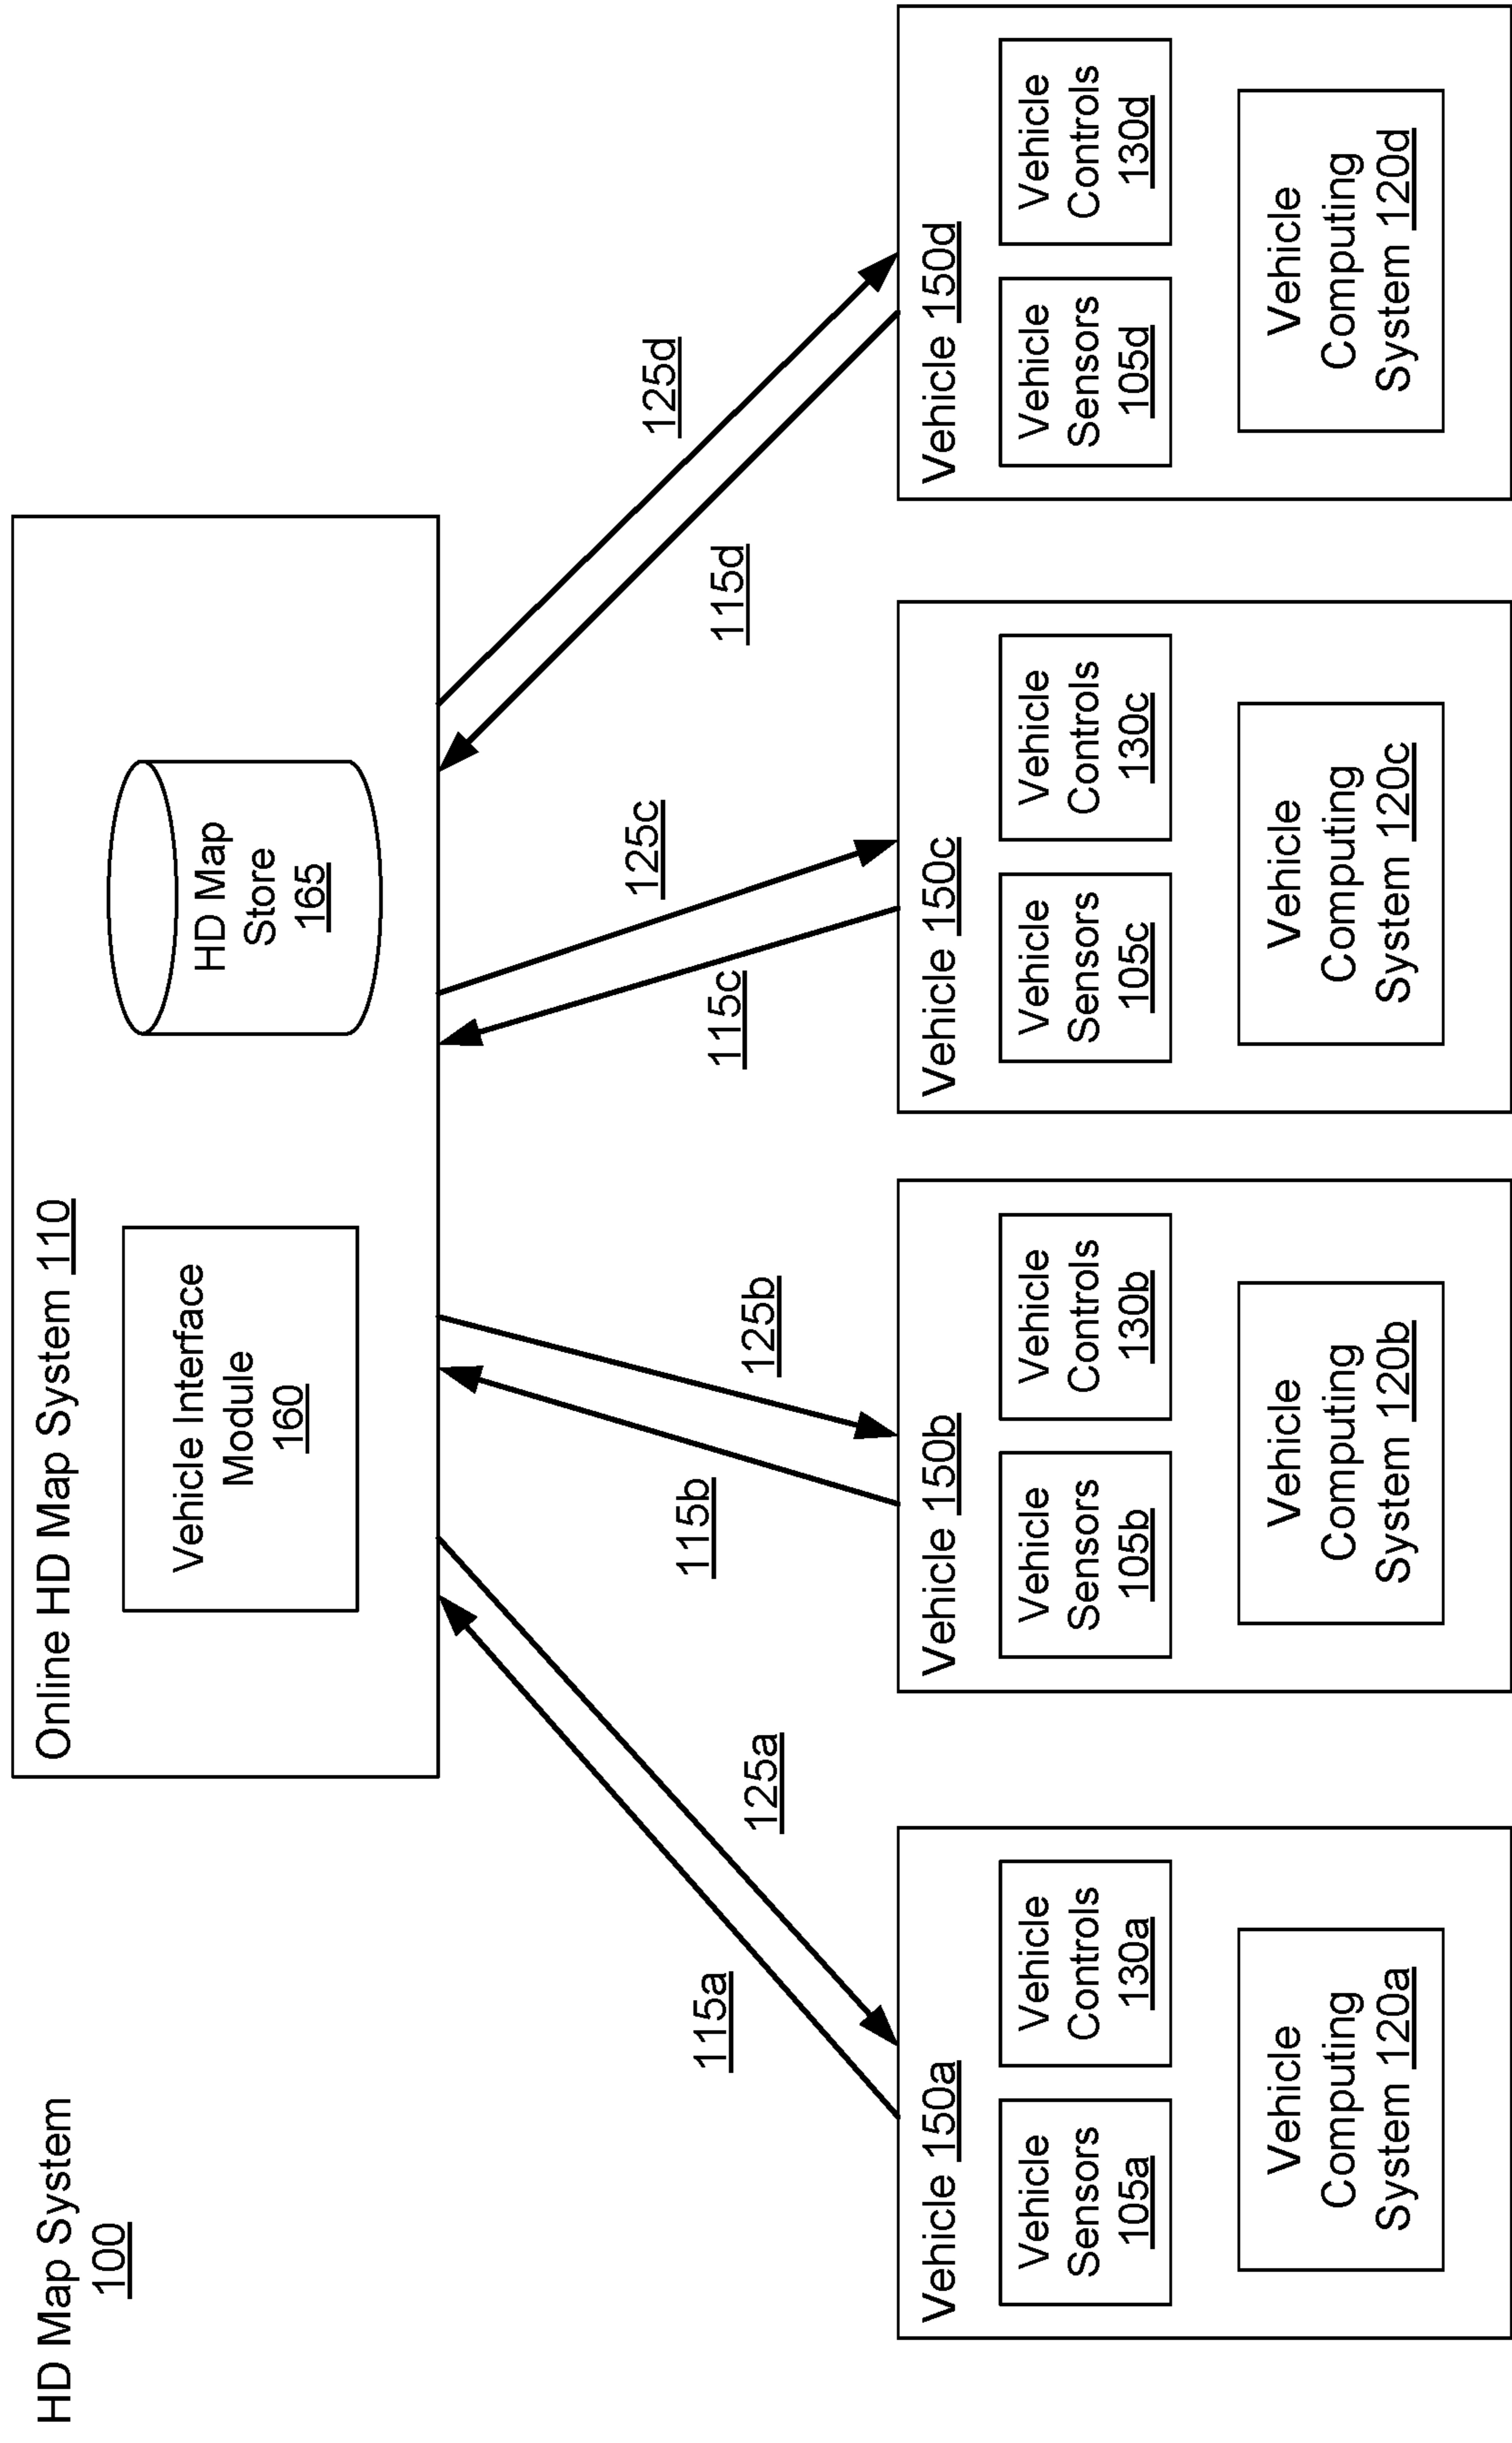 HD Map System
100
Online HD Map System 110
Vehicle Interface
Module
160
HD Map
Store
165
115a
125a
115b
125b
115c
125c
115d
125d
Vehicle 150a
Vehicle
Sensors
105a
Vehicle
Controls
130a
Vehicle
Computing
System 120a
Vehicle 150b
Vehicle
Sensors
105b
Vehicle
Controls
130b
Vehicle
Computing
System 120b
Vehicle 150c
Vehicle
Sensors
105c
Vehicle
Controls
130c
Vehicle
Computing
System 120c
Vehicle 150d
Vehicle
Sensors
105d
Vehicle
Controls
130d
Vehicle
Computing
System 120d